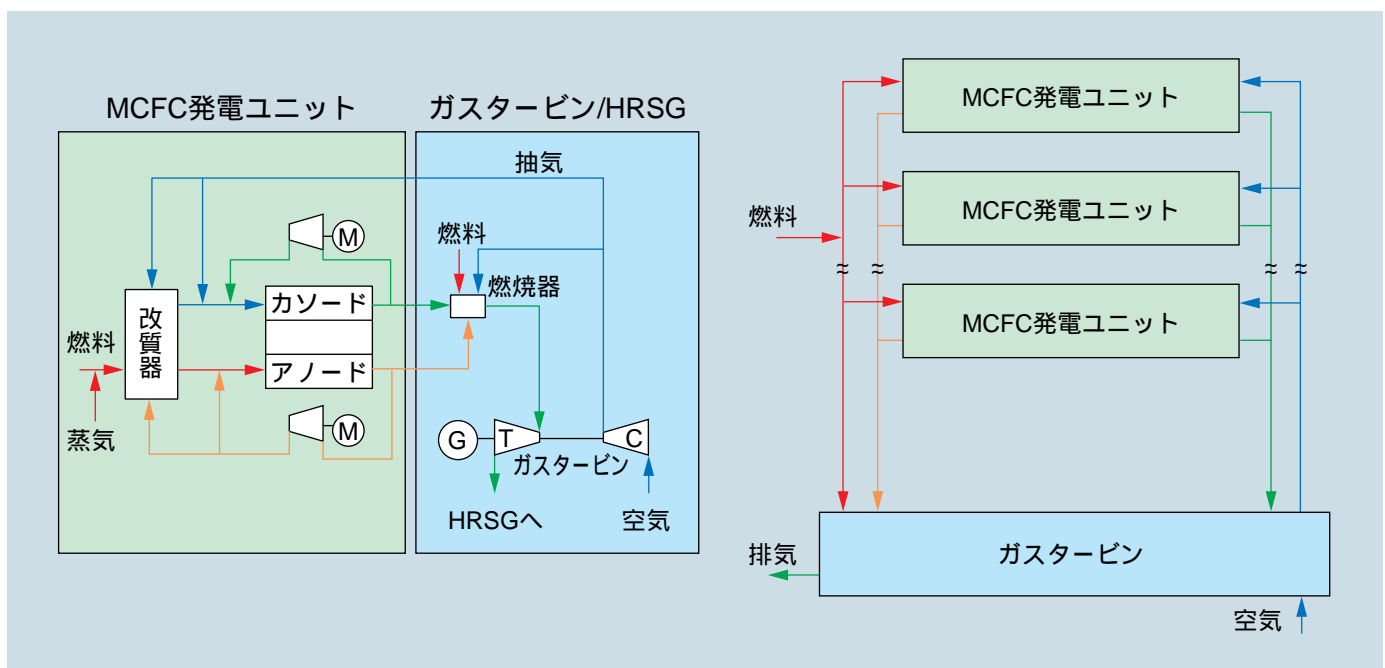 MCFC発電ユニット
ガスタービン/HRSG
抽気
M
燃料
燃焼器
改質器
カソード
燃料
アノード
蒸気
M
G
T
C
ガスタービン
HRSGへ
空気
MCFC発電ユニット
MCFC発電ユニット
燃料
≈
≈
≈
≈
MCFC発電ユニット
ガスタービン
排気
空気